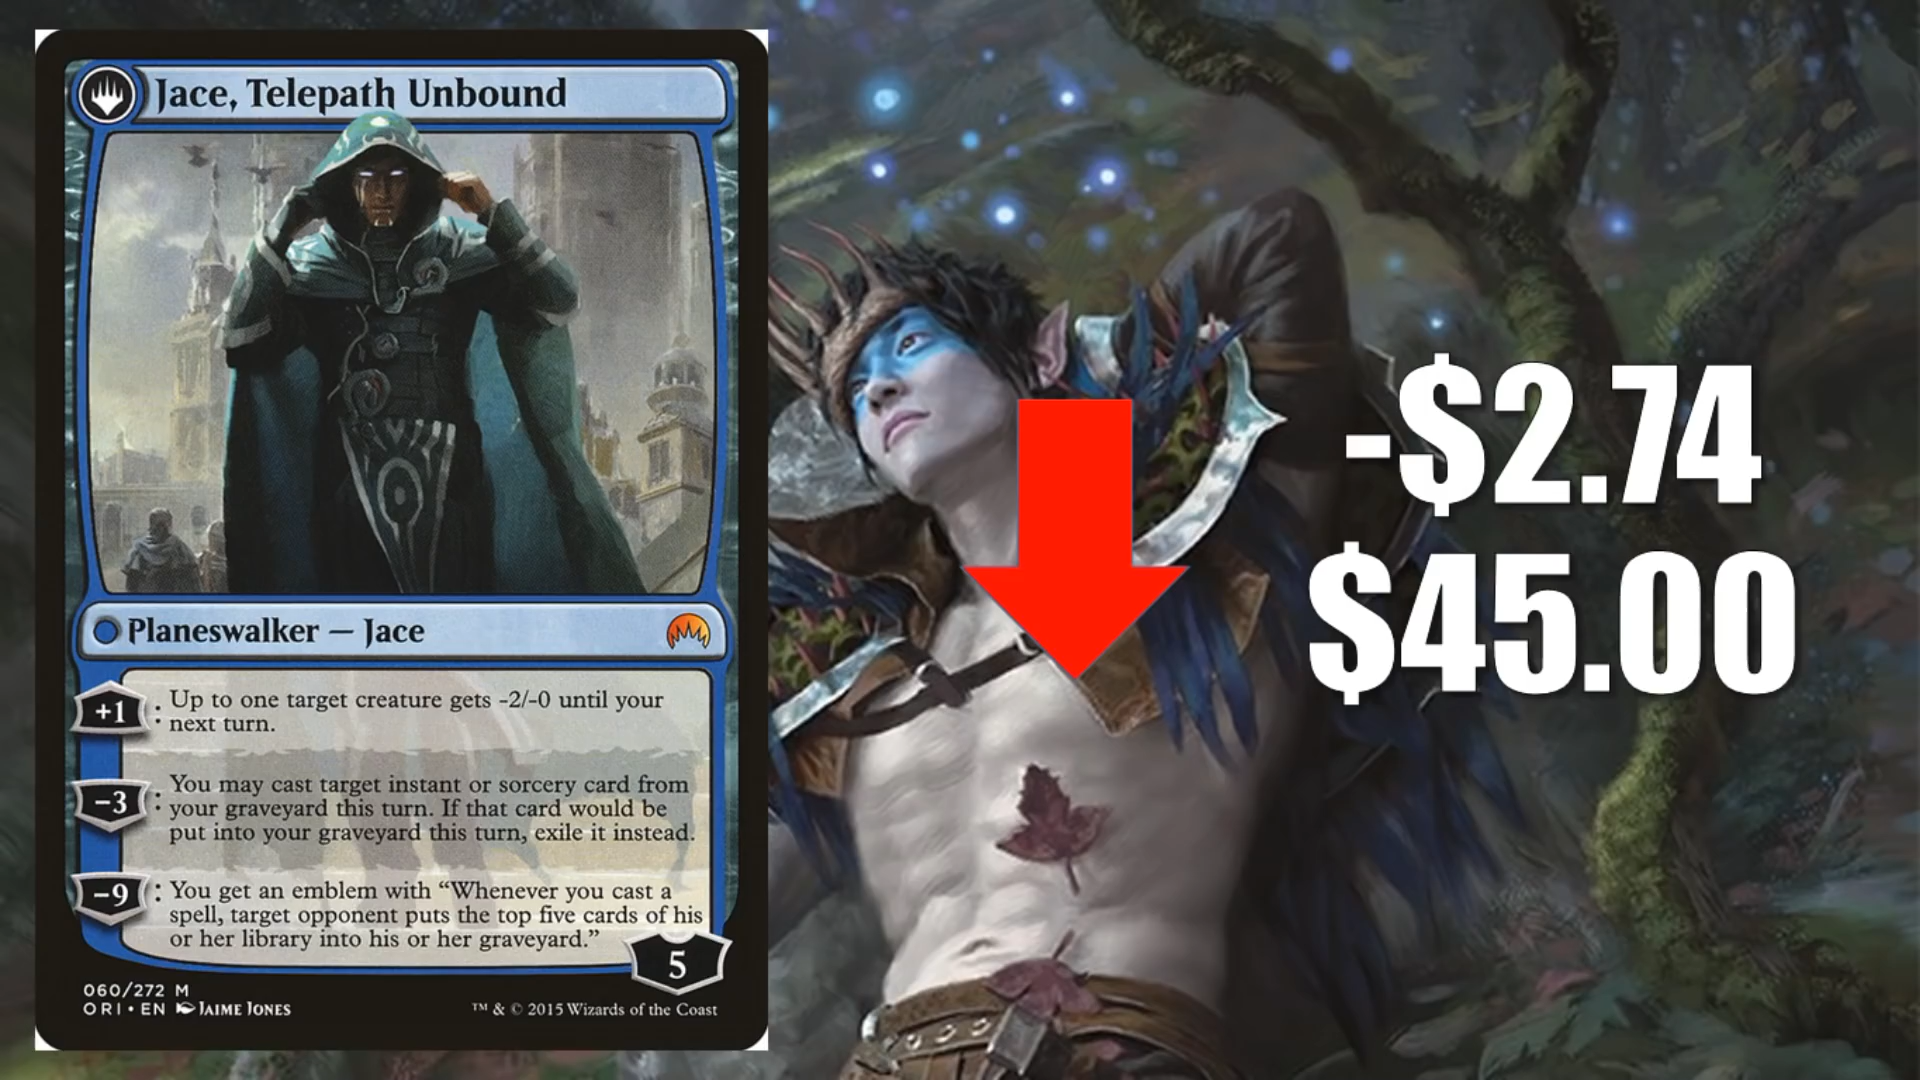 Jace, Telepath Unbound
Planeswalker — Jace
+1
: Up to one target creature gets -2/-0 until your
next turn.
−3
: You may cast target instant or sorcery card from
your graveyard this turn. If that card would be
put into your graveyard this turn, exile it instead.
−9
: You get an emblem with “Whenever you cast a
spell, target opponent puts the top five cards of his
or her library into his or her graveyard.”
5
060/272 M
ORI • EN JAIME JONES
™ & © 2015 Wizards of the Coast
-$2.74
$45.00